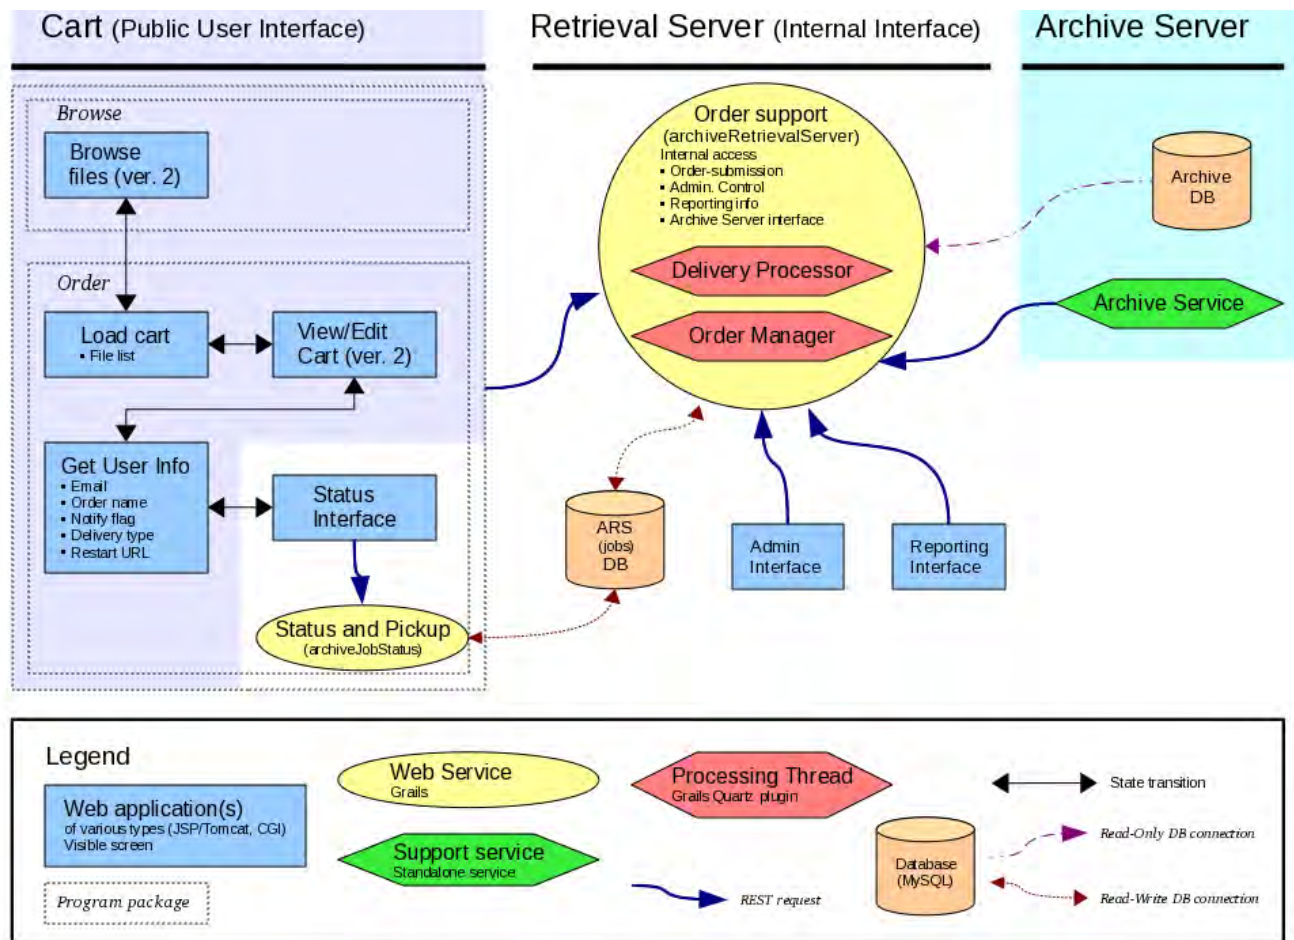 Cart (Public User Interface)
Retrieval Server (Internal Interface)
Archive Server
Browse
Browse
files (ver. 2)
Order
Load cart
▪ File list
View/Edit
Cart (ver. 2)
Get User Info
▪ Email
▪ Order name
▪ Notify flag
▪ Delivery type
▪ Restart URL
Status
Interface
Status and Pickup
(archiveJobStatus)
Order support
(archiveRetrievalServer)
Internal access
▪ Order-submission
▪ Admin. Control
▪ Reporting info
▪ Archive Server interface
Delivery Processor
Order Manager
ARS
(jobs)
DB
Admin
Interface
Reporting
Interface
Archive
DB
Archive Service
Legend
Web application(s)
of various types (JSP/Tomcat, CGI)
Visible screen
Program package
Web Service
Grails
Support service
Standalone service
Processing Thread
Grails Quartz plugin
REST request
Database
(MySQL)
State transition
Read-Only DB connection
Read-Write DB connection